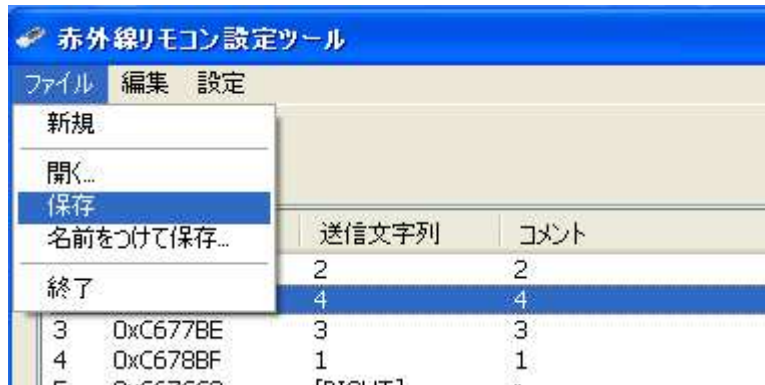 赤外線リモコン設定ツール
ファイル 編集 設定
新規
開く...
保存
名前をつけて保存...
終了
送信文字列 コメント
2 2
4 4
3 0xC677BE 3 3
4 0xC678BF 1 1